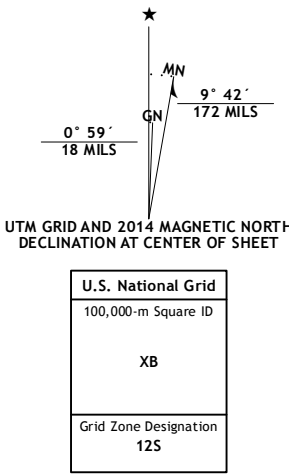 MN
9° 42´
172 MILS
GN
0° 59´
18 MILS
UTM GRID AND 2014 MAGNETIC NORTH
DECLINATION AT CENTER OF SHEET
U.S. National Grid
100,000-m Square ID
XB
Grid Zone Designation
12S